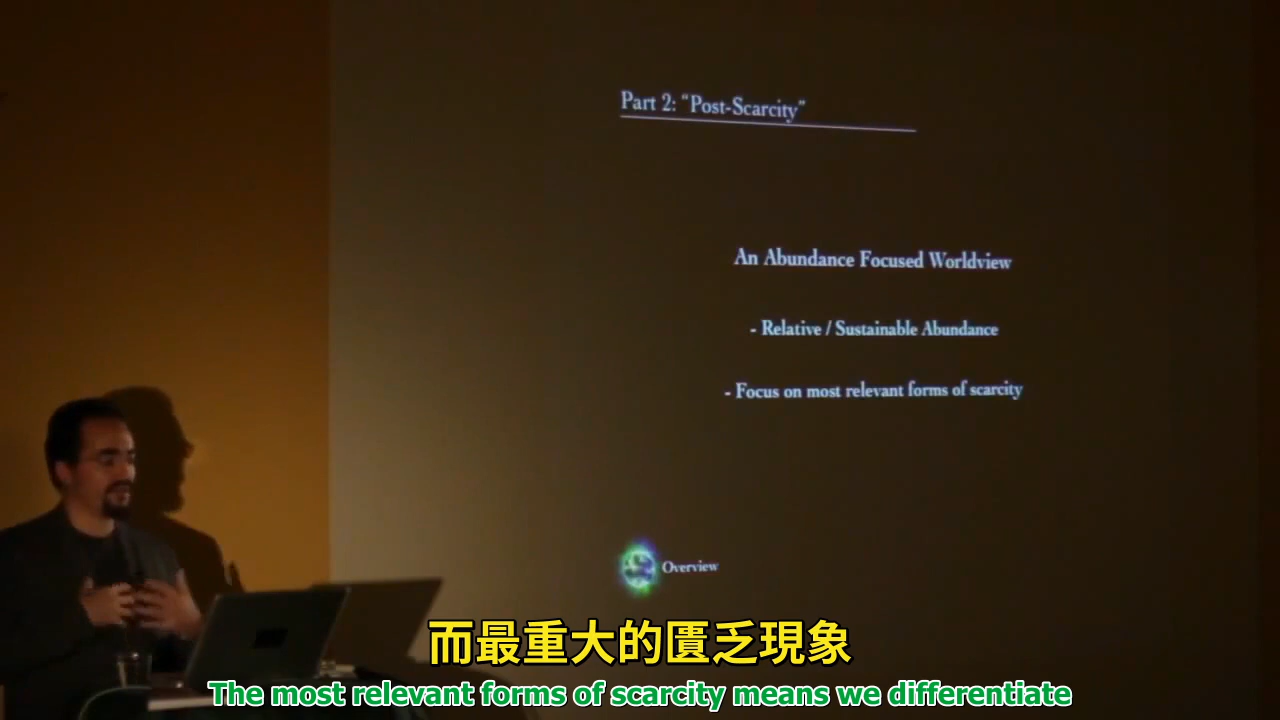 Part 2: “Post-Scarcity”
An Abundance Focused Worldview
- Relative / Sustainable Abundance
- Focus on most relevant forms of scarcity
Overview
而最重大的匱乏現象
The most relevant forms of scarcity means we differentiate